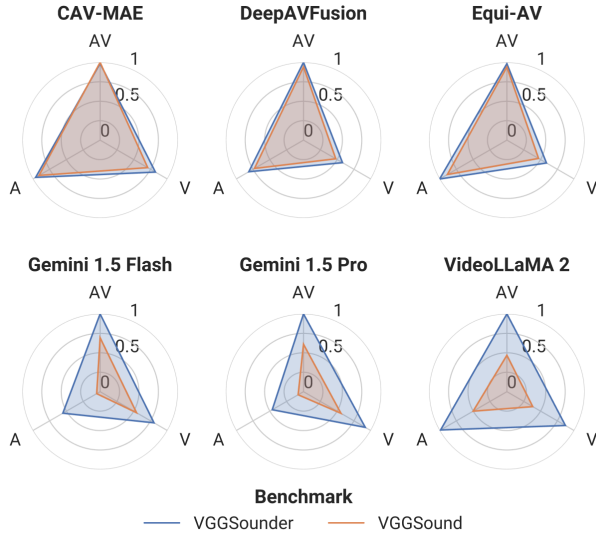 CAV-MAE DeepAVFusion Equi-AV
AV AV AV
1 1 1
0.5 0.5 0.5
0 0 0
A V A V A V
Gemini 1.5 Flash Gemini 1.5 Pro VideoLLaMA 2
AV AV AV
1 1 1
0.5 0.5 0.5
0 0 0
A V A V A V
Benchmark
VGGSounder VGGSound